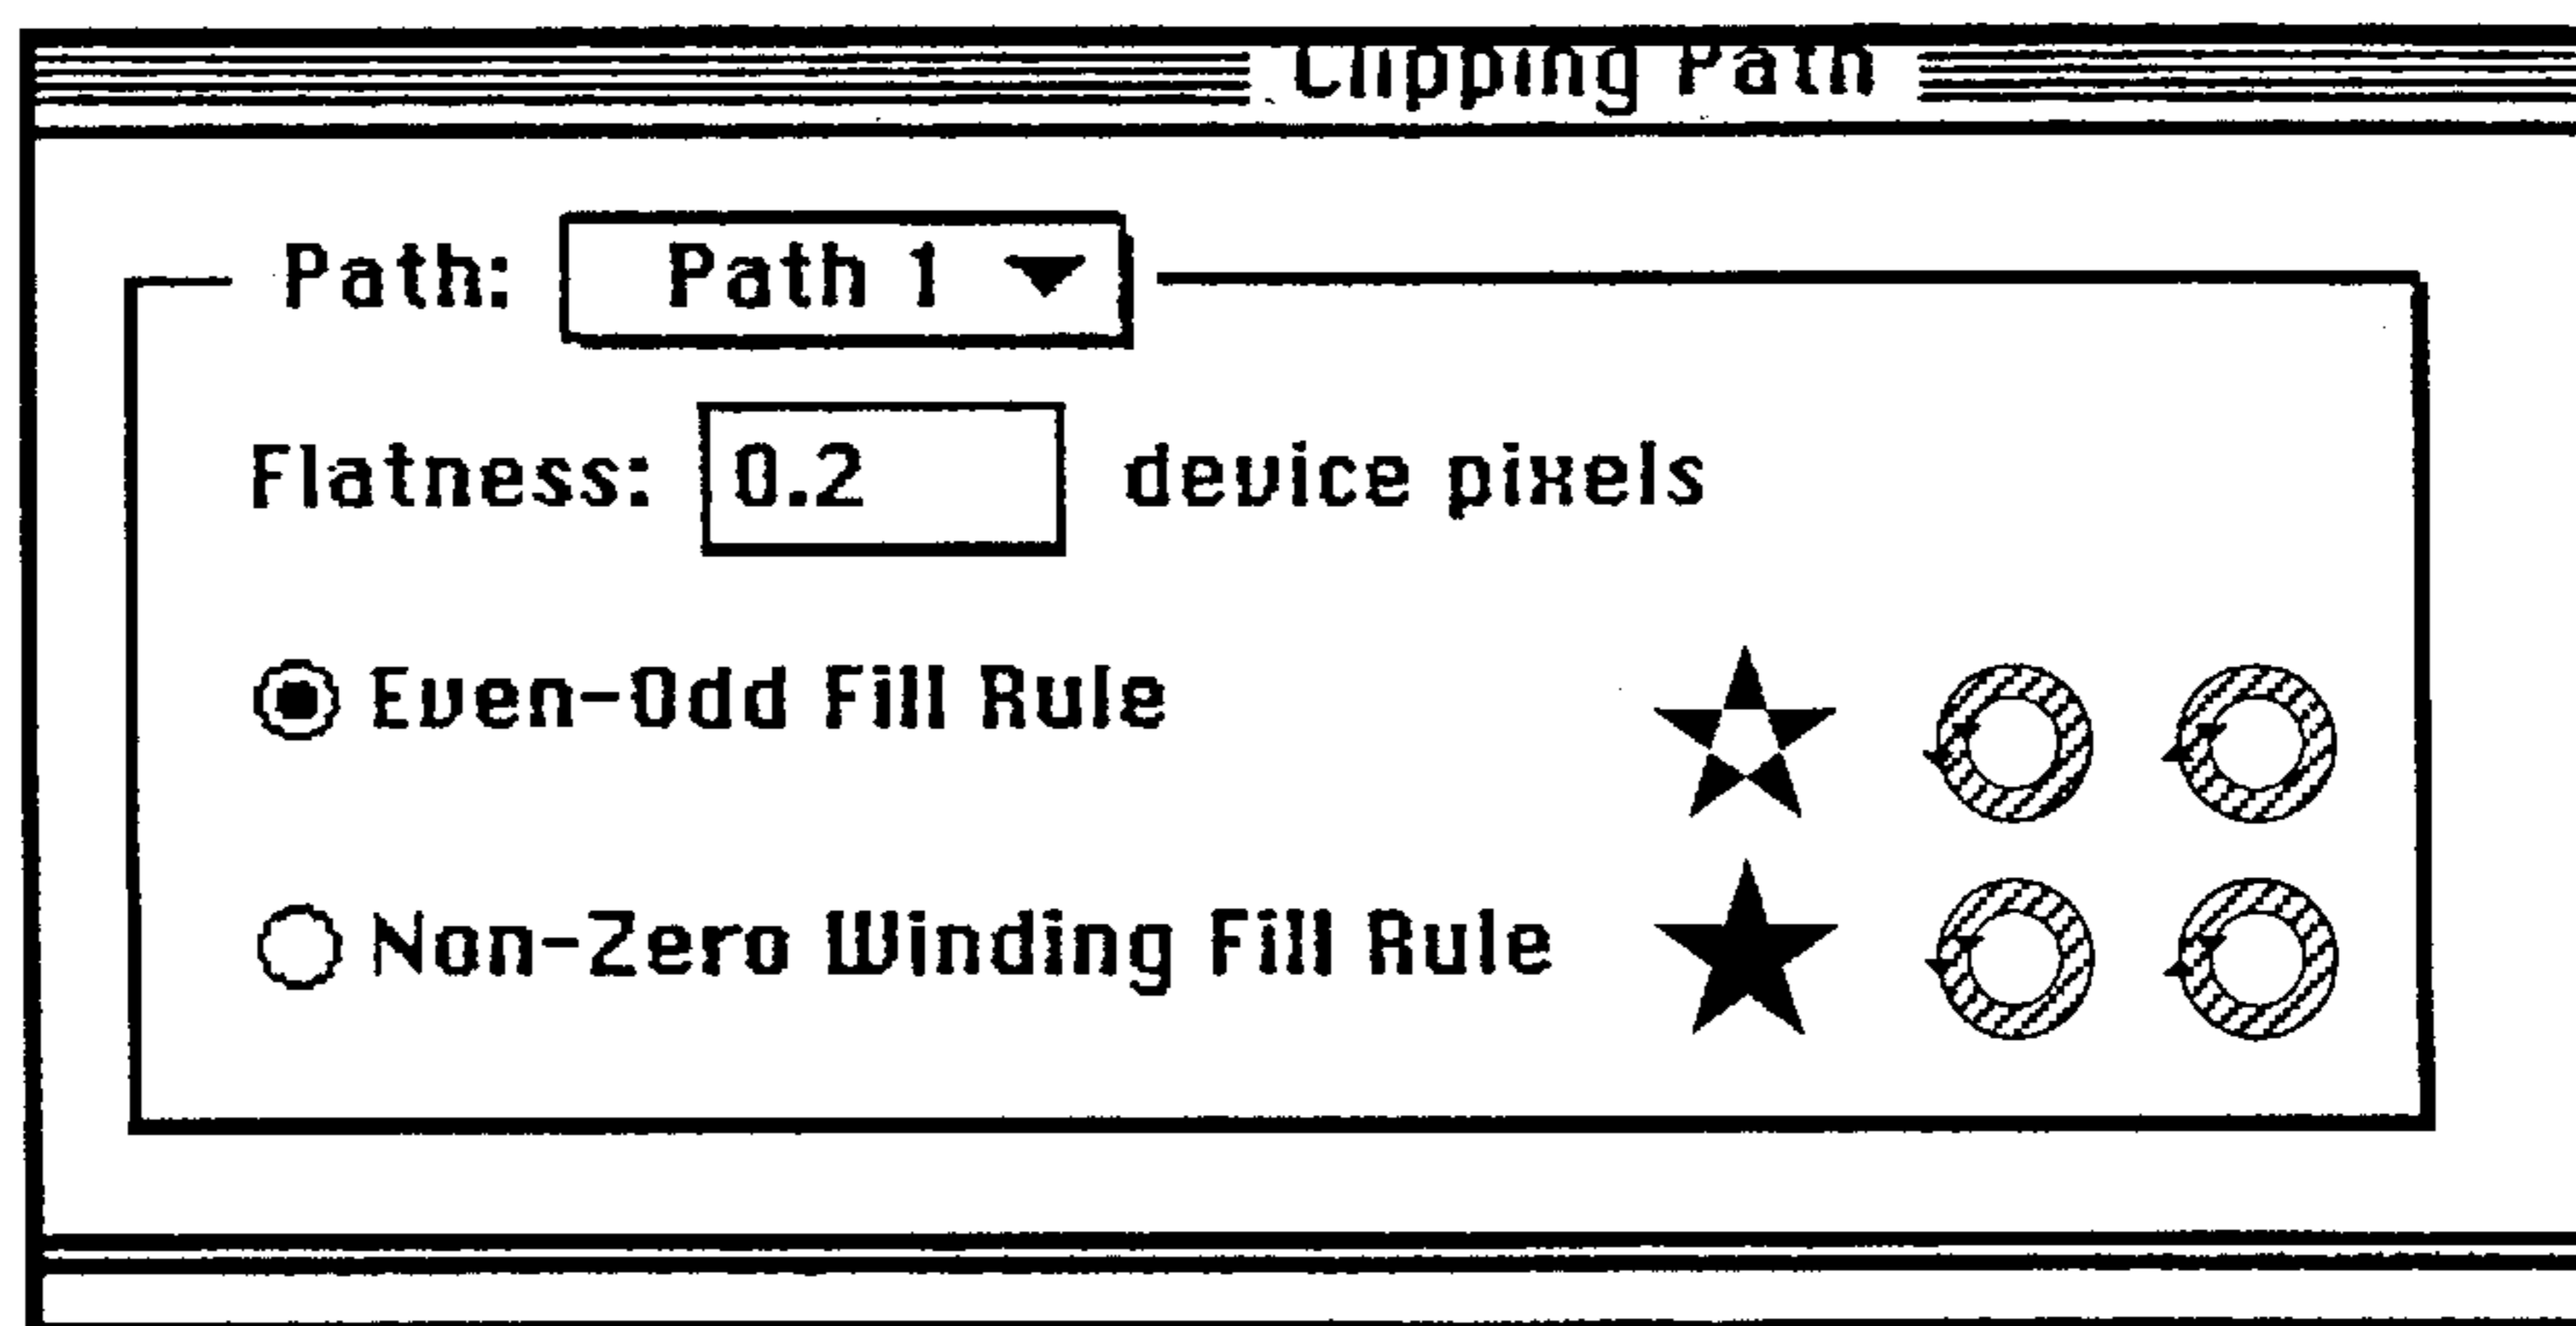 Clipping Path
Path: Path 1
Flatness: 0.2 device pixels
Even-Odd Fill Rule
Non-Zero Winding Fill Rule